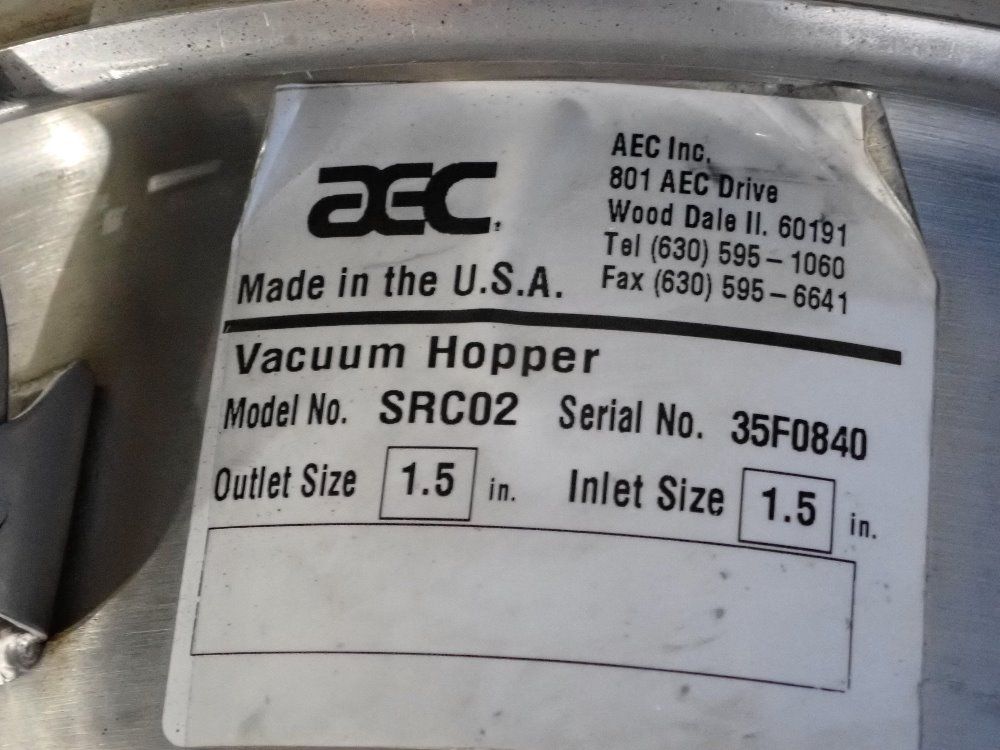 AEC
AEC Inc.
801 AEC Drive
Wood Dale Il. 60191
Tel (630) 595-1060
Fax (630) 595-6641
Made in the U.S.A.
Vacuum Hopper
Model No. SRC02 Serial No. 35F0840
Outlet Size 1.5 in. Inlet Size 1.5 in.